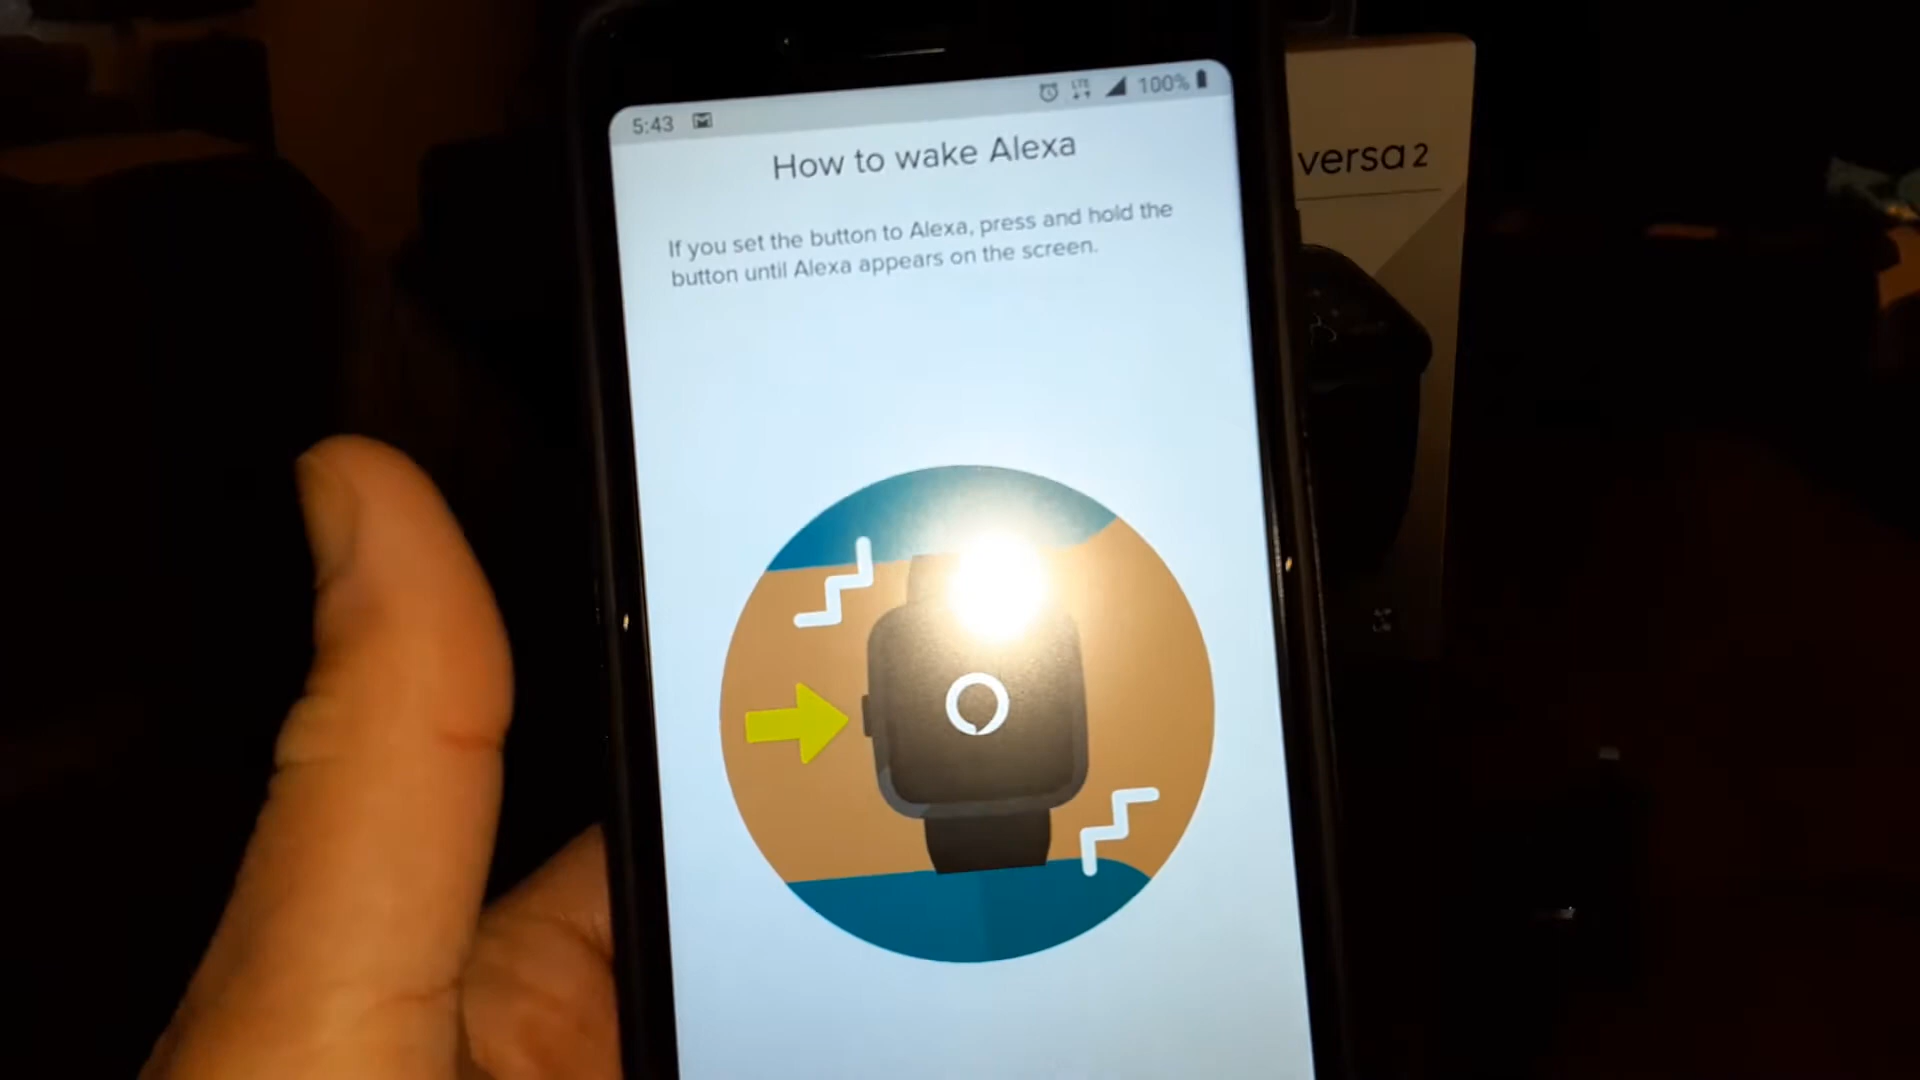 5:43
LTE
100%
How to wake Alexa
If you set the button to Alexa, press and hold the
button until Alexa appears on the screen.
versa 2